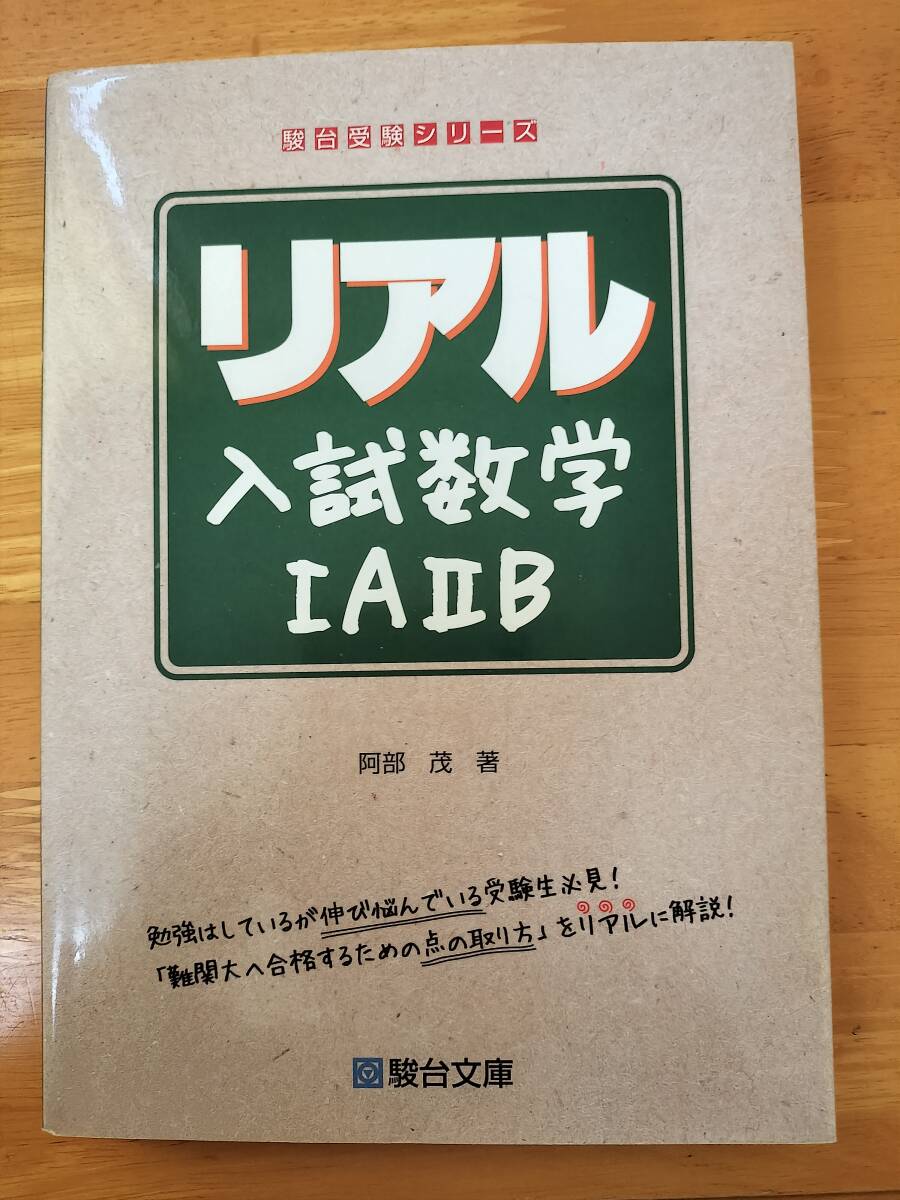 駿台受験シリーズ
リアル
入試数学
ⅠAⅡB
阿部 茂 著
勉強はしているが伸び悩んでいる受験生必見!
「難関大へ合格するための点の取り方」をリアルに解説!
駿台文庫